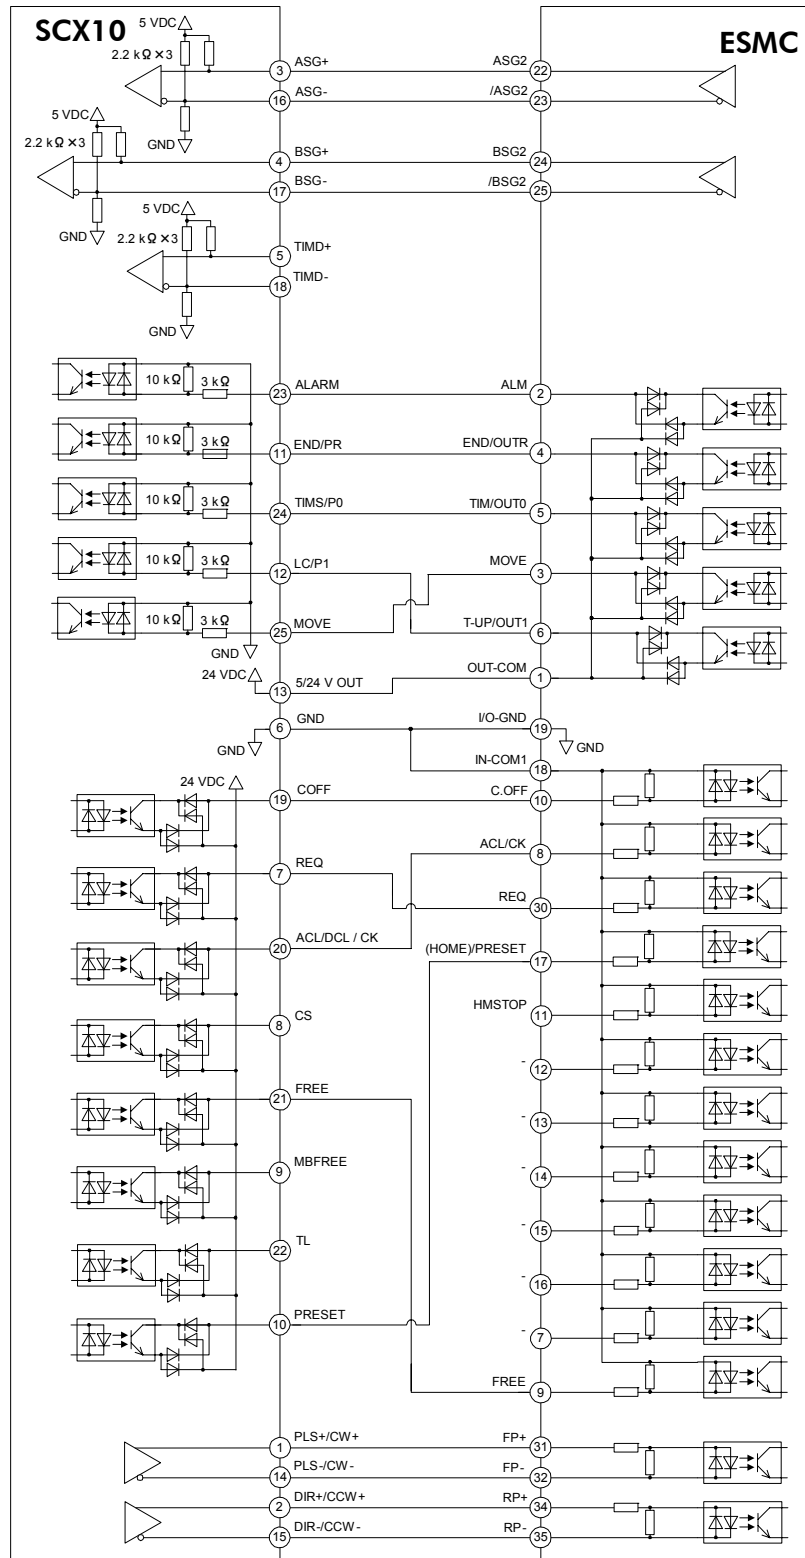 SCX10
ESMC
5 VDC
2.2 kΩ×3
GND
3
ASG+
ASG2
22
16
ASG-
/ASG2
23
5 VDC
2.2 kΩ×3
GND
4
BSG+
BSG2
24
17
BSG-
/BSG2
25
5 VDC
2.2 kΩ×3
GND
5
TIMD+
18
TIMD-
10 kΩ
3 kΩ
23
ALARM
ALM
2
10 kΩ
3 kΩ
11
END/PR
END/OUTR
4
10 kΩ
3 kΩ
24
TIMS/P0
TIM/OUT0
5
10 kΩ
3 kΩ
12
LC/P1
MOVE
3
10 kΩ
3 kΩ
25
MOVE
T-UP/OUT1
6
GND
24 VDC
13
5/24 V OUT
OUT-COM
1
GND
6
GND
I/O-GND
19
GND
IN-COM1
18
24 VDC
19
COFF
C.OFF
10
ACL/CK
8
7
REQ
REQ
30
20
ACL/DCL / CK
(HOME)/PRESET
17
8
CS
HMSTOP
11
-
12
21
FREE
-
13
9
MBFREE
-
14
-
15
22
TL
-
16
10
PRESET
-
7
FREE
9
1
PLS+/CW+
FP+
31
14
PLS-/CW-
FP-
32
2
DIR+/CCW+
RP+
34
15
DIR-/CCW-
RP-
35